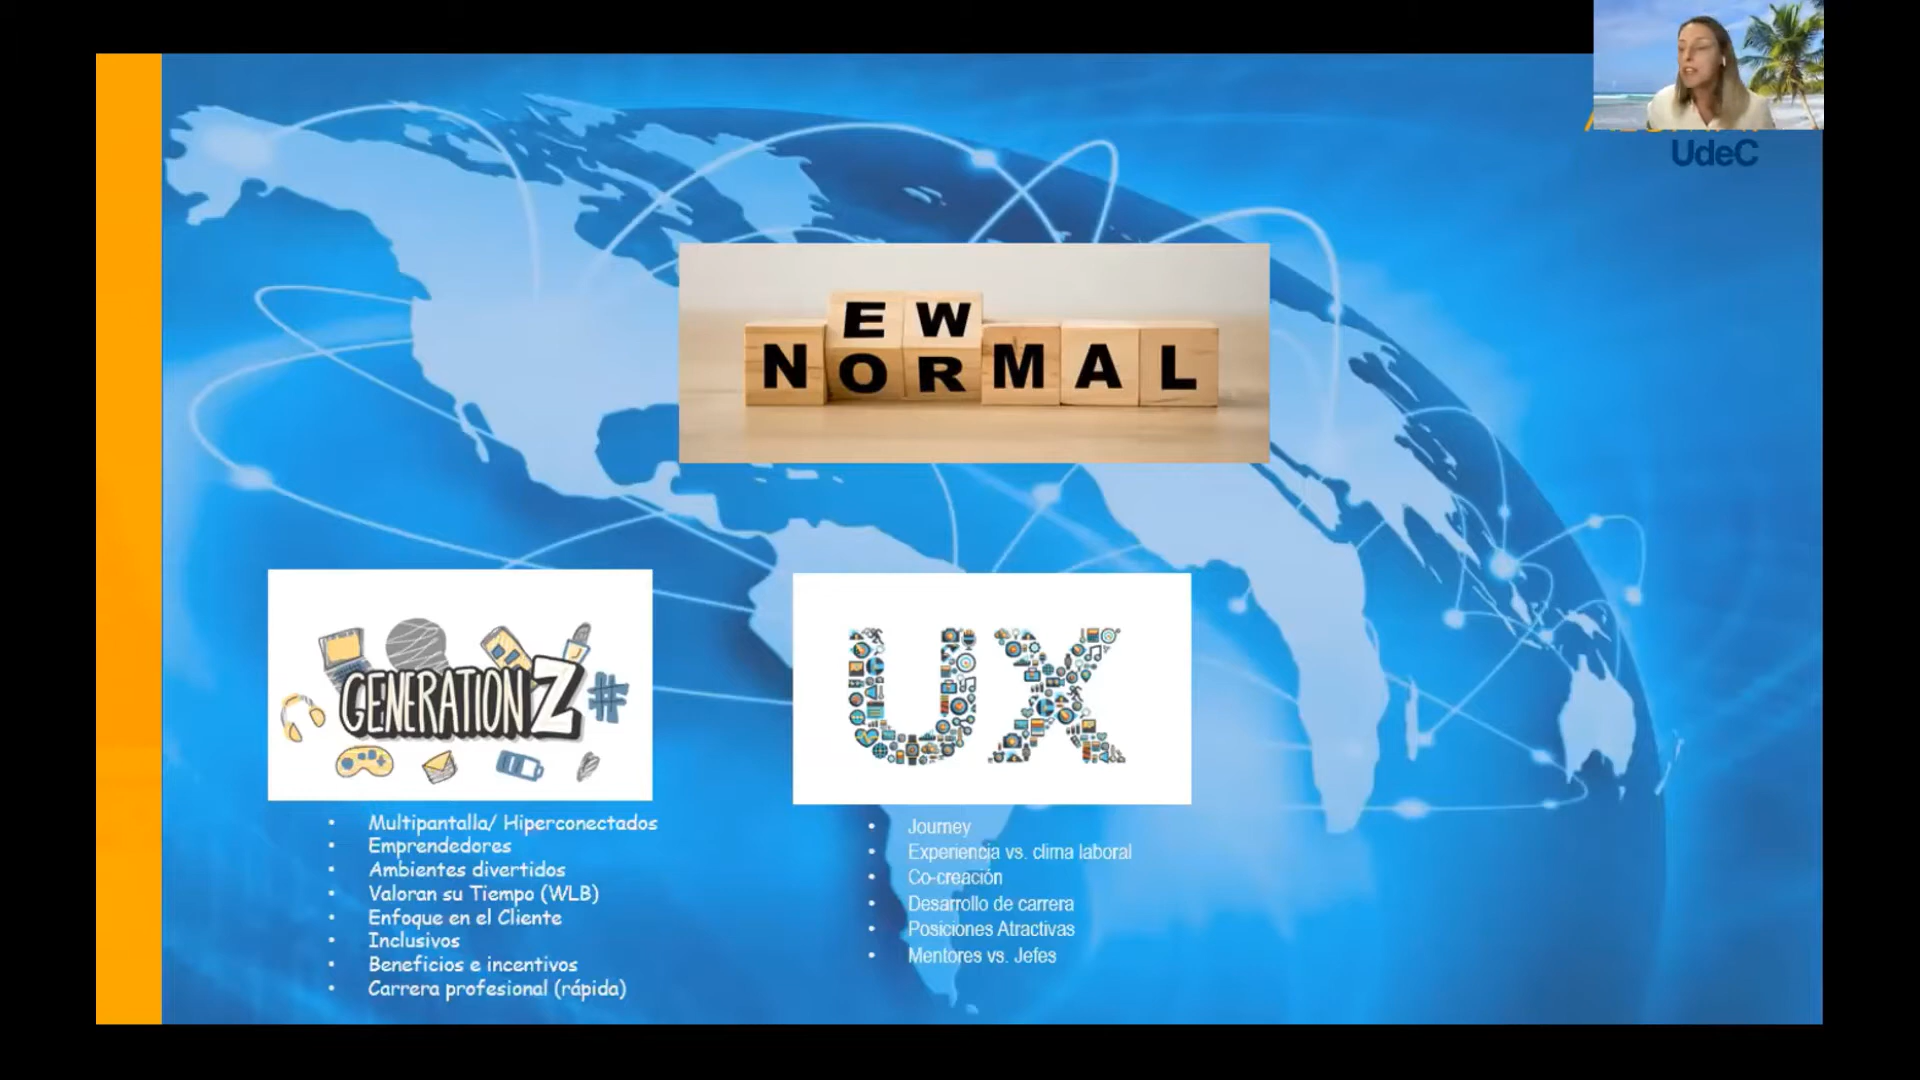 UdeC
EW
NORMAL
GENERATION Z #
• Multipantalla/ Hiperconectados
• Emprendedores
• Ambientes divertidos
• Valoran su Tiempo (WLB)
• Enfoque en el Cliente
• Inclusivos
• Beneficios e incentivos
• Carrera profesional (rápida)
UX
• Journey
• Experiencia vs. clima laboral
• Co-creación
• Desarrollo de carrera
• Posiciones Atractivas
• Mentores vs. Jefes